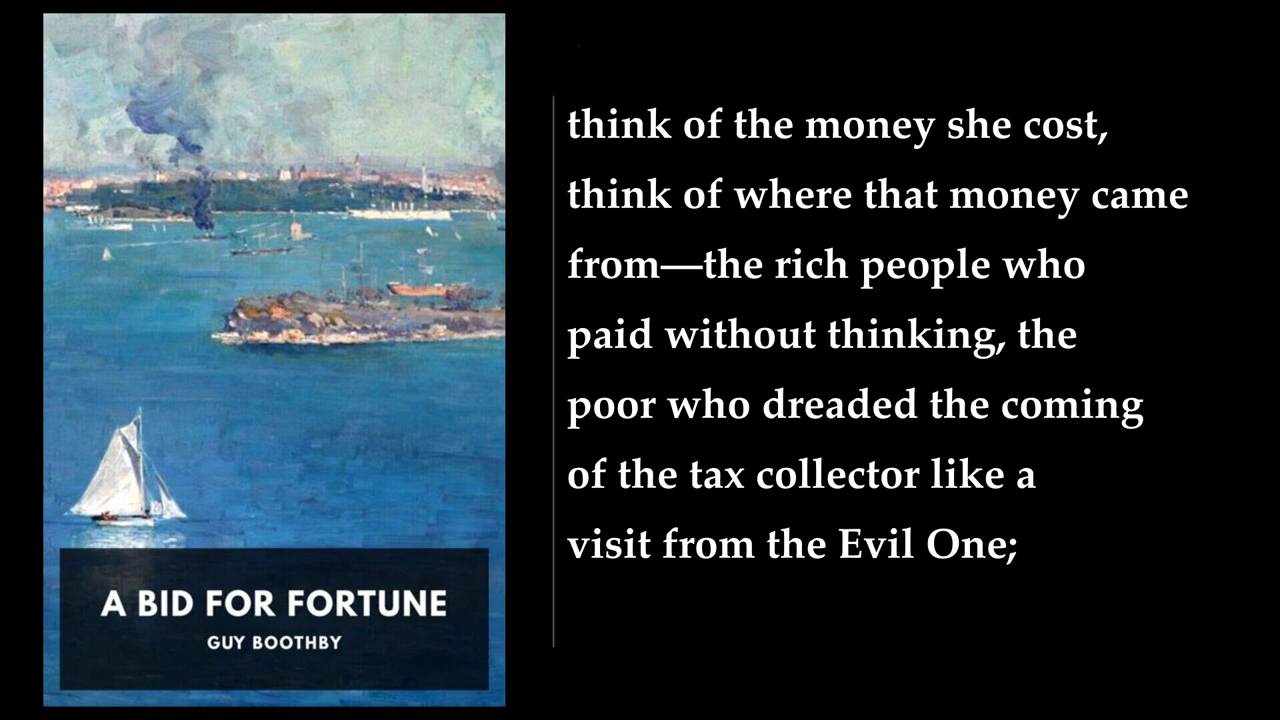 A BID FOR FORTUNE
GUY BOOTHBY
think of the money she cost,
think of where that money came
from—the rich people who
paid without thinking, the
poor who dreaded the coming
of the tax collector like a
visit from the Evil One;